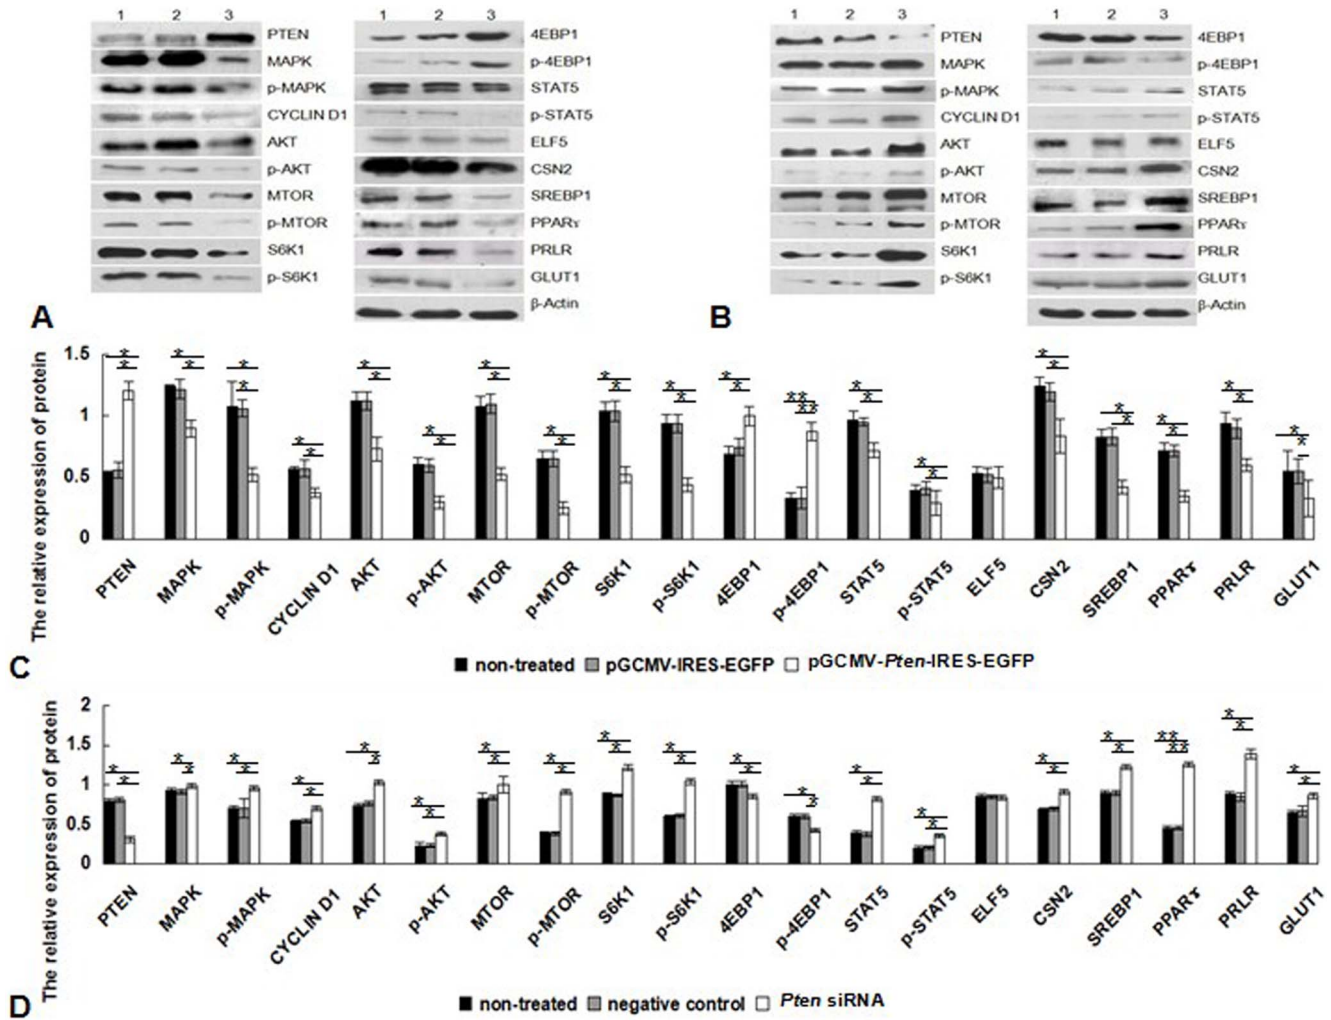 1 2 3
PTEN
MAPK
p-MAPK
CYCLIN D1
AKT
p-AKT
MTOR
p-MTOR
S6K1
p-S6K1
1 2 3
4EBP1
p-4EBP1
STAT5
p-STAT5
ELF5
CSN2
SREBP1
PPARɤ
PRLR
GLUT1
β-Actin
A
1 2 3
PTEN
MAPK
p-MAPK
CYCLIN D1
AKT
p-AKT
MTOR
p-MTOR
S6K1
p-S6K1
1 2 3
4EBP1
p-4EBP1
STAT5
p-STAT5
ELF5
CSN2
SREBP1
PPARɤ
PRLR
GLUT1
β-Actin
B
The relative expression of protein
1.5
1
0.5
0
* * * * * * * * * * * * * * * * * * * * * * ** ** * * * * * * * * * * * * * *
PTEN MAPK p-MAPK CYCLIN D1 AKT p-AKT MTOR p-MTOR S6K1 p-S6K1 4EBP1 p-4EBP1 STAT5 p-STAT5 ELF5 CSN2 SREBP1 PPARɤ PRLR GLUT1
non-treated pGCMV-IRES-EGFP pGCMV-Pten-IRES-EGFP
C
The relative expression of protein
2
1.5
1
0.5
0
* * * * * * * * * * * * * * * * * * * * * * * * * * * * * * * * ** ** * * * *
PTEN MAPK p-MAPK CYCLIN D1 AKT p-AKT MTOR p-MTOR S6K1 p-S6K1 4EBP1 p-4EBP1 STAT5 p-STAT5 ELF5 CSN2 SREBP1 PPARɤ PRLR GLUT1
non-treated negative control Pten siRNA
D